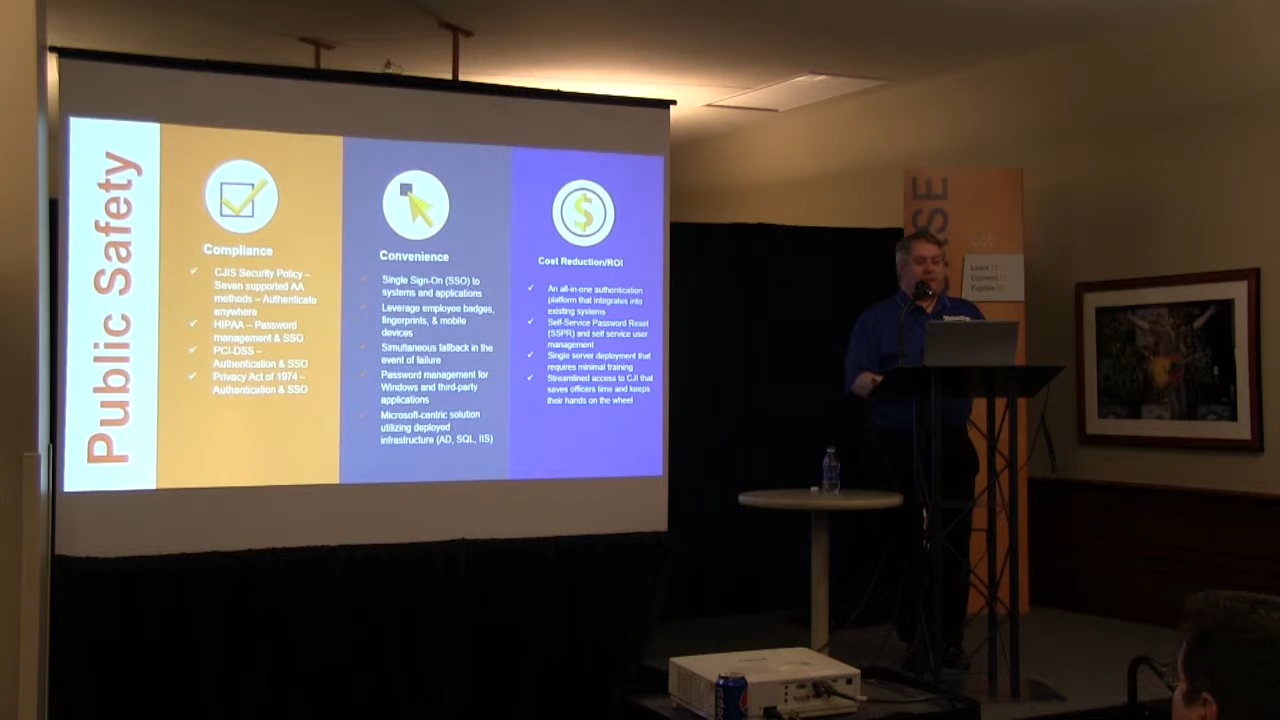 Public Safety
Compliance
CJIS Security Policy –
Seven supported AA
methods – Authenticate
anywhere
HIPAA – Password
management & SSO
PCI-DSS –
Authentication & SSO
Privacy Act of 1974 –
Authentication & SSO
Convenience
Single Sign-On (SSO) to
systems and applications
Leverage employee badges,
fingerprints, & mobile
devices
Simultaneous fallback in the
event of failure
Password management for
Windows and third-party
applications
Microsoft-centric solution
utilizing deployed
infrastructure (AD, SQL, IIS)
$
Cost Reduction/ROI
An all-in-one authentication
platform that integrates into
existing systems
Self-Service Password Reset
(SSPR) and self service user
management
Single server deployment that
requires minimal training
Streamlined access to CJI that
saves officers time and keeps
their hands on the wheel
Learn
Connect
Explore
pepsi